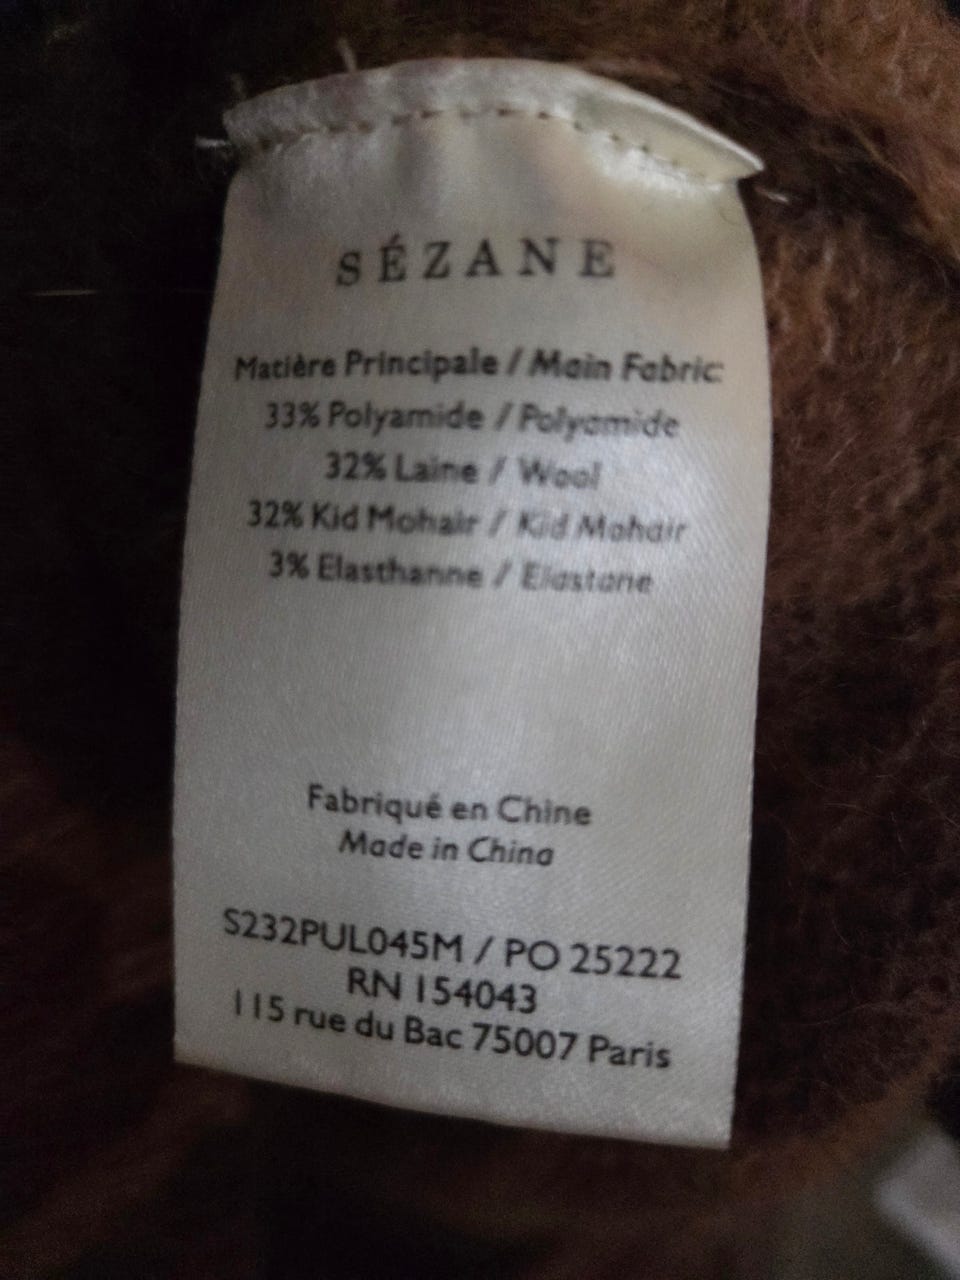 SÉZANE
Matière Principale / Main Fabric:
33% Polyamide / Polyamide
32% Laine / Wool
32% Kid Mohair / Kid Mohair
3% Elasthanne / Elastane
Fabriqué en Chine
Made in China
S232PUL045M / PO 25222
RN 154043
115 rue du Bac 75007 Paris